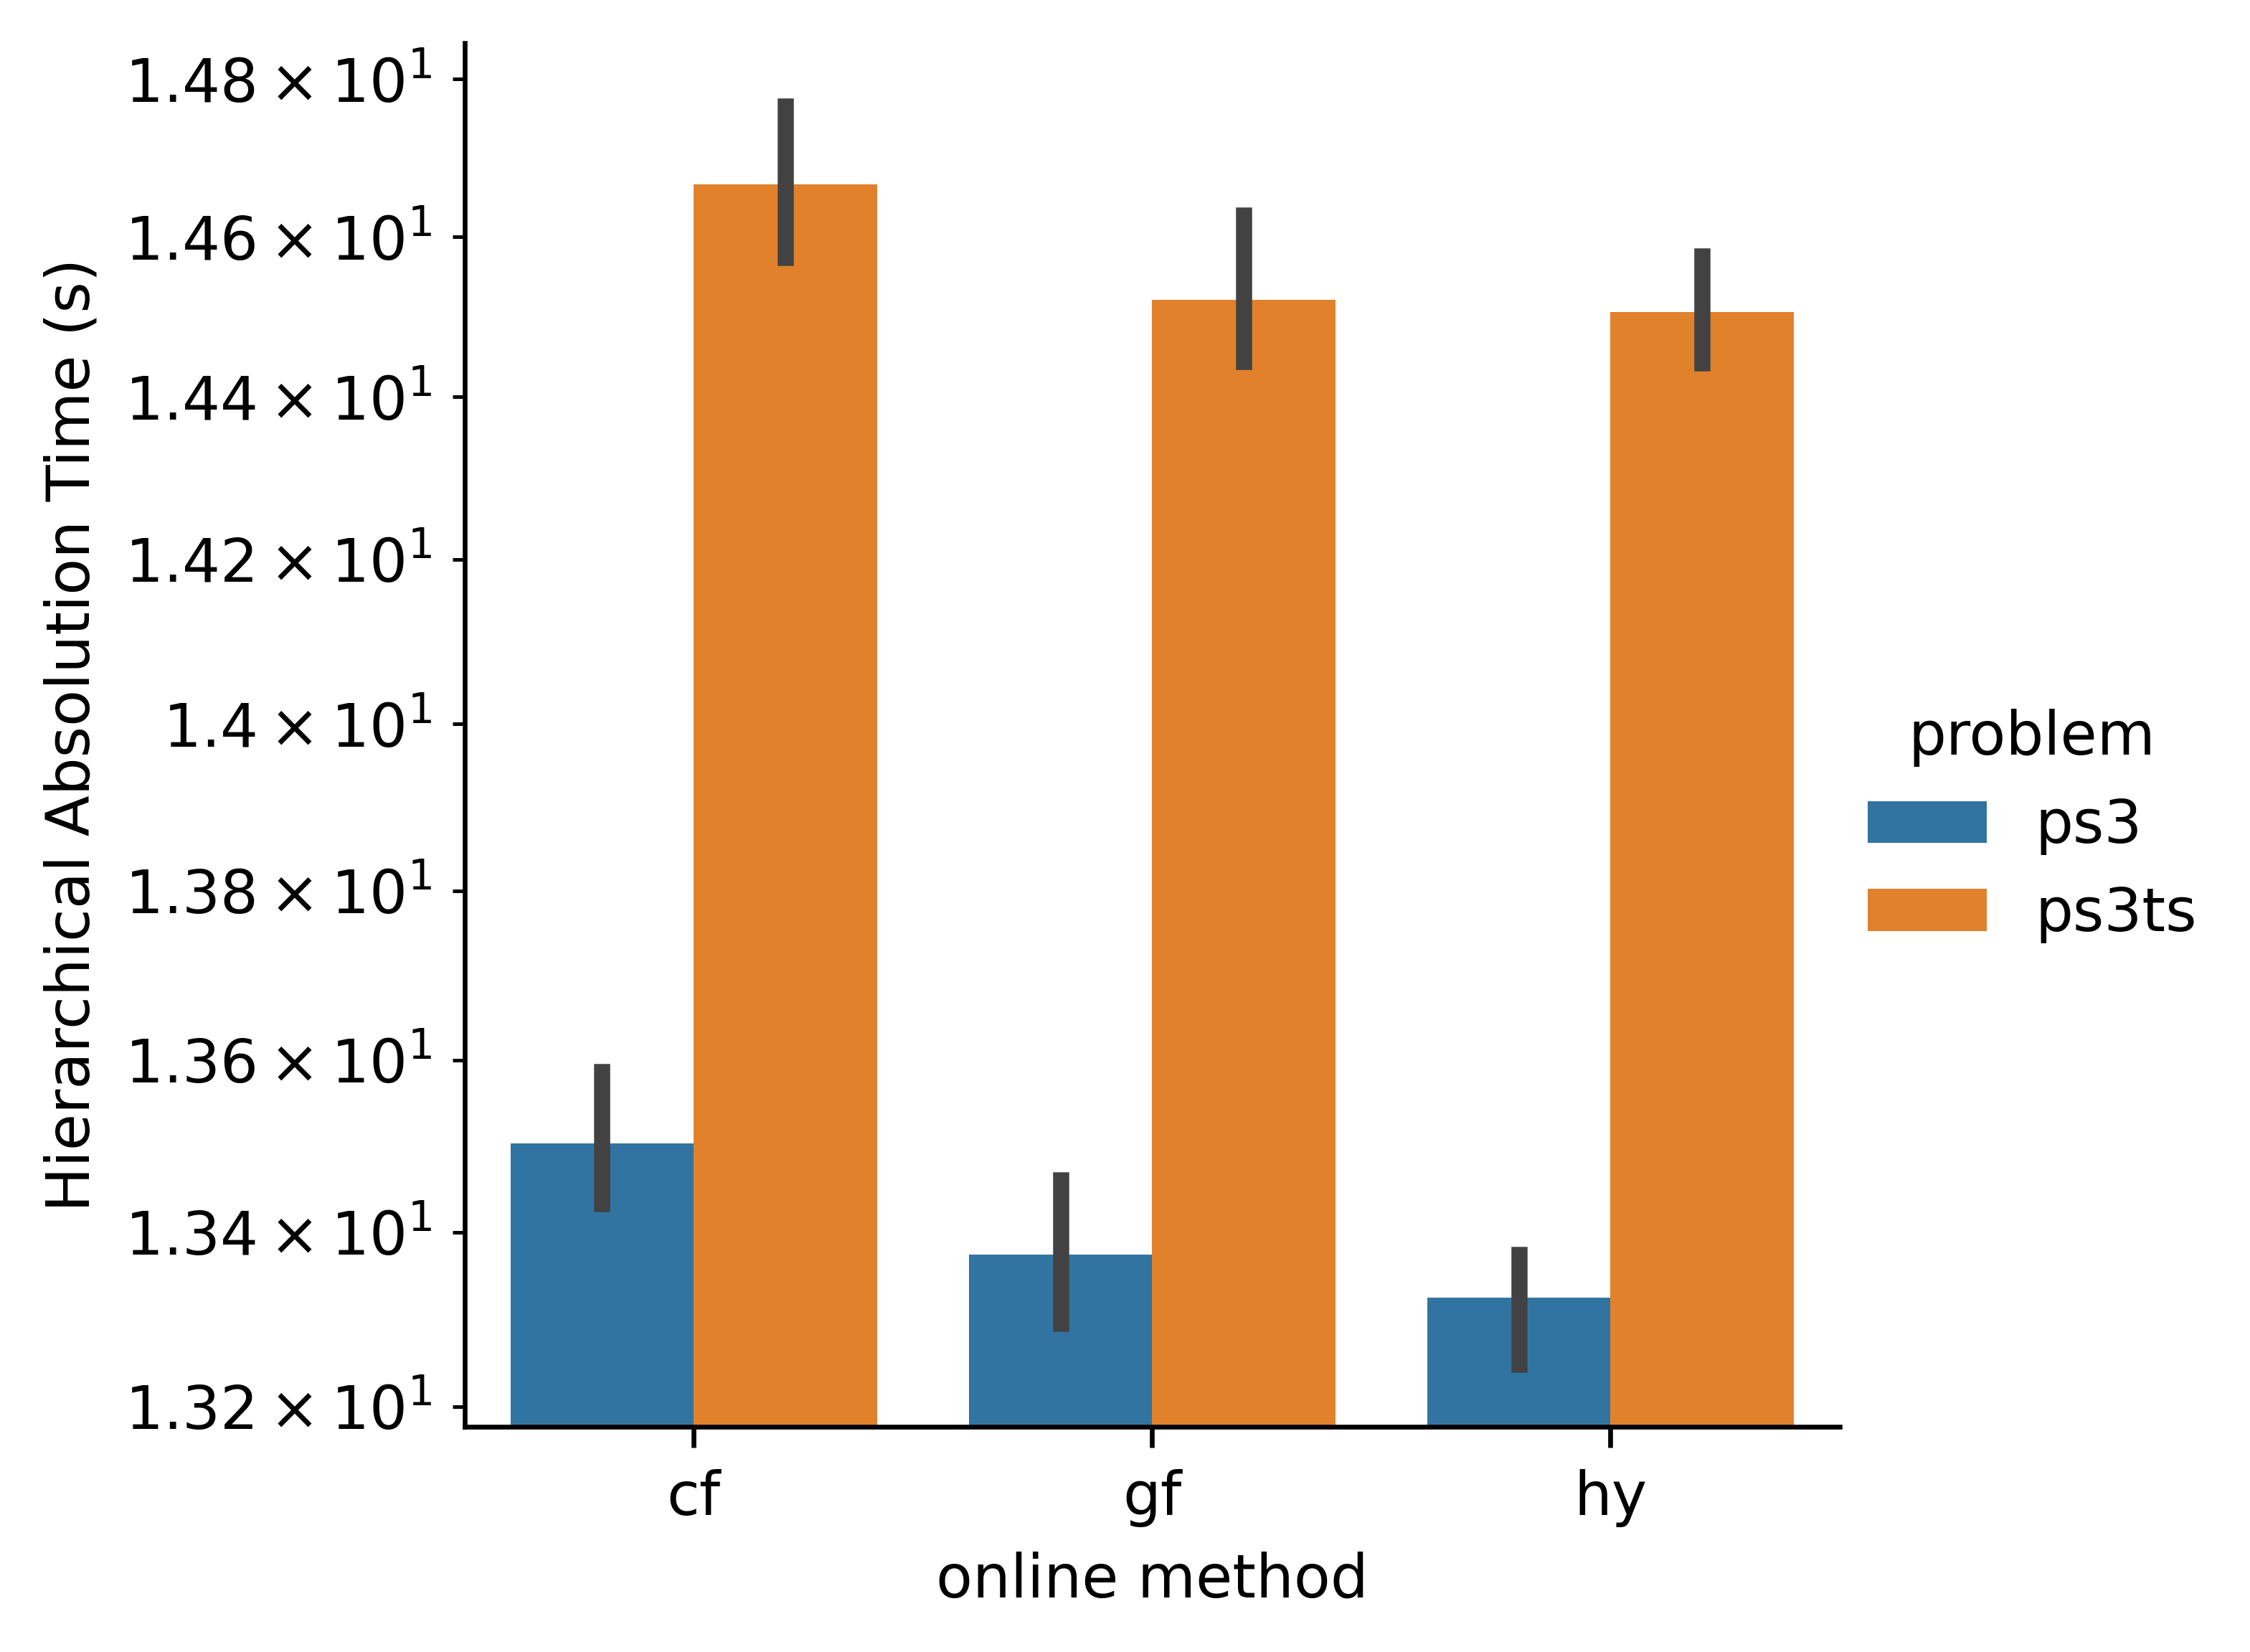 Hierarchical Absolution Time (s)
1.48 × 10¹
1.46 × 10¹
1.44 × 10¹
1.42 × 10¹
1.4 × 10¹
1.38 × 10¹
1.36 × 10¹
1.34 × 10¹
1.32 × 10¹
cf gf hy
online method
problem
ps3
ps3ts